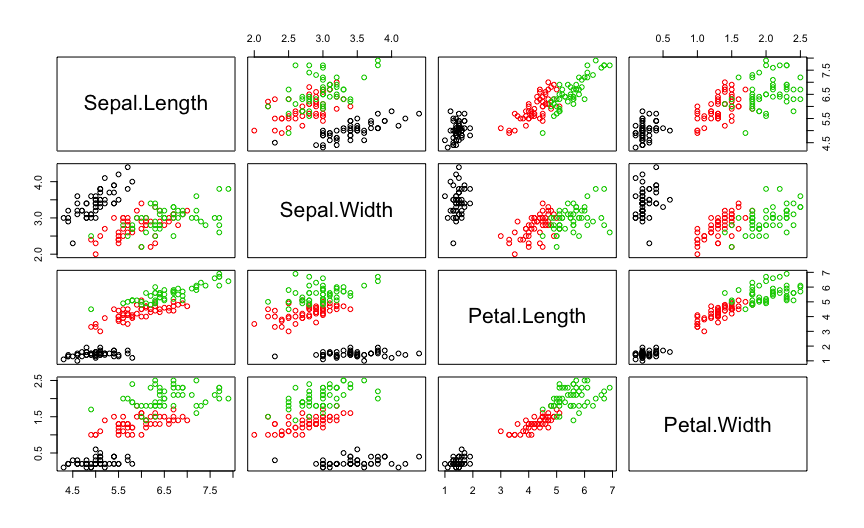 2.0 2.5 3.0 3.5 4.0
0.5 1.0 1.5 2.0 2.5
Sepal.Length
4.5 5.5 6.5 7.5
2.0 3.0 4.0
Sepal.Width
Petal.Length
1 2 3 4 5 6 7
0.5 1.5 2.5
Petal.Width
4.5 5.5 6.5 7.5
1 2 3 4 5 6 7